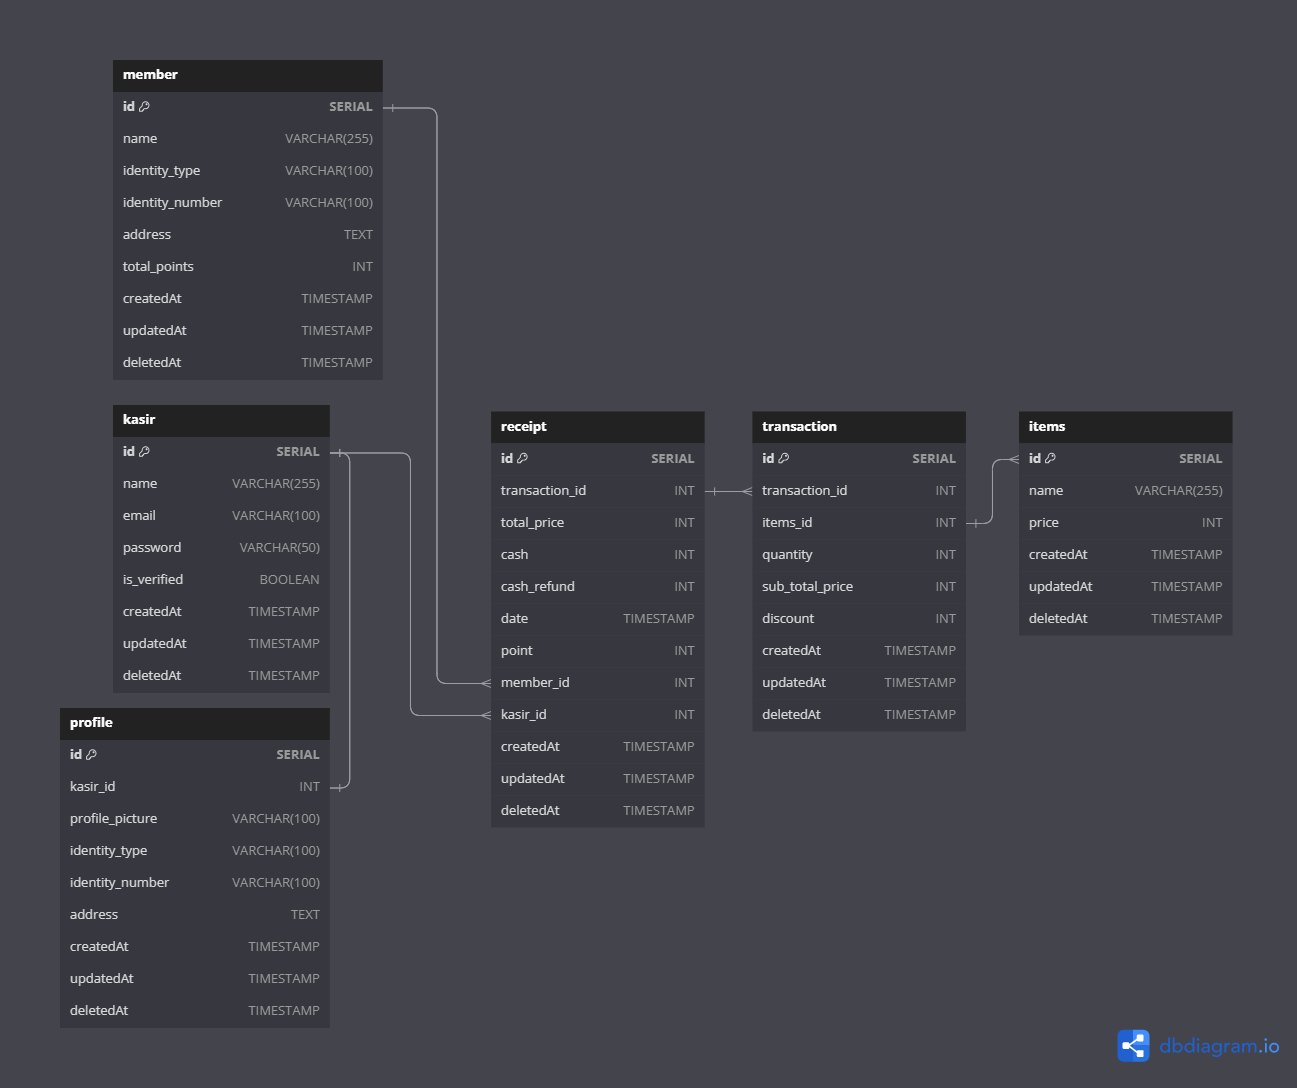 member
id SERIAL
name VARCHAR(255)
identity_type VARCHAR(100)
identity_number VARCHAR(100)
address TEXT
total_points INT
createdAt TIMESTAMP
updatedAt TIMESTAMP
deletedAt TIMESTAMP
kasir
id SERIAL
name VARCHAR(255)
email VARCHAR(100)
password VARCHAR(50)
is_verified BOOLEAN
createdAt TIMESTAMP
updatedAt TIMESTAMP
deletedAt TIMESTAMP
profile
id SERIAL
kasir_id INT
profile_picture VARCHAR(100)
identity_type VARCHAR(100)
identity_number VARCHAR(100)
address TEXT
createdAt TIMESTAMP
updatedAt TIMESTAMP
deletedAt TIMESTAMP
receipt
id SERIAL
transaction_id INT
total_price INT
cash INT
cash_refund INT
date TIMESTAMP
point INT
member_id INT
kasir_id INT
createdAt TIMESTAMP
updatedAt TIMESTAMP
deletedAt TIMESTAMP
transaction
id SERIAL
transaction_id INT
items_id INT
quantity INT
sub_total_price INT
discount INT
createdAt TIMESTAMP
updatedAt TIMESTAMP
deletedAt TIMESTAMP
items
id SERIAL
name VARCHAR(255)
price INT
createdAt TIMESTAMP
updatedAt TIMESTAMP
deletedAt TIMESTAMP
dbdiagram.io